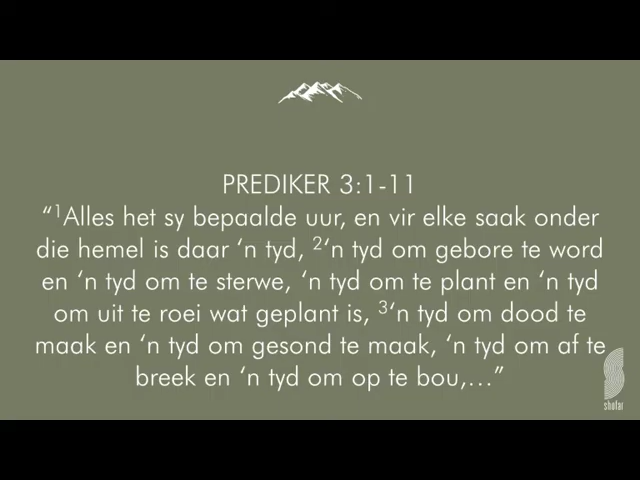 PREDIKER 3:1-11
“¹Alles het sy bepaalde uur, en vir elke saak onder
die hemel is daar ‘n tyd, ²‘n tyd om gebore te word
en ‘n tyd om te sterwe, ‘n tyd om te plant en ‘n tyd
om uit te roei wat geplant is, ³‘n tyd om dood te
maak en ‘n tyd om gesond te maak, ‘n tyd om af te
breek en ‘n tyd om op te bou,…”
shofar